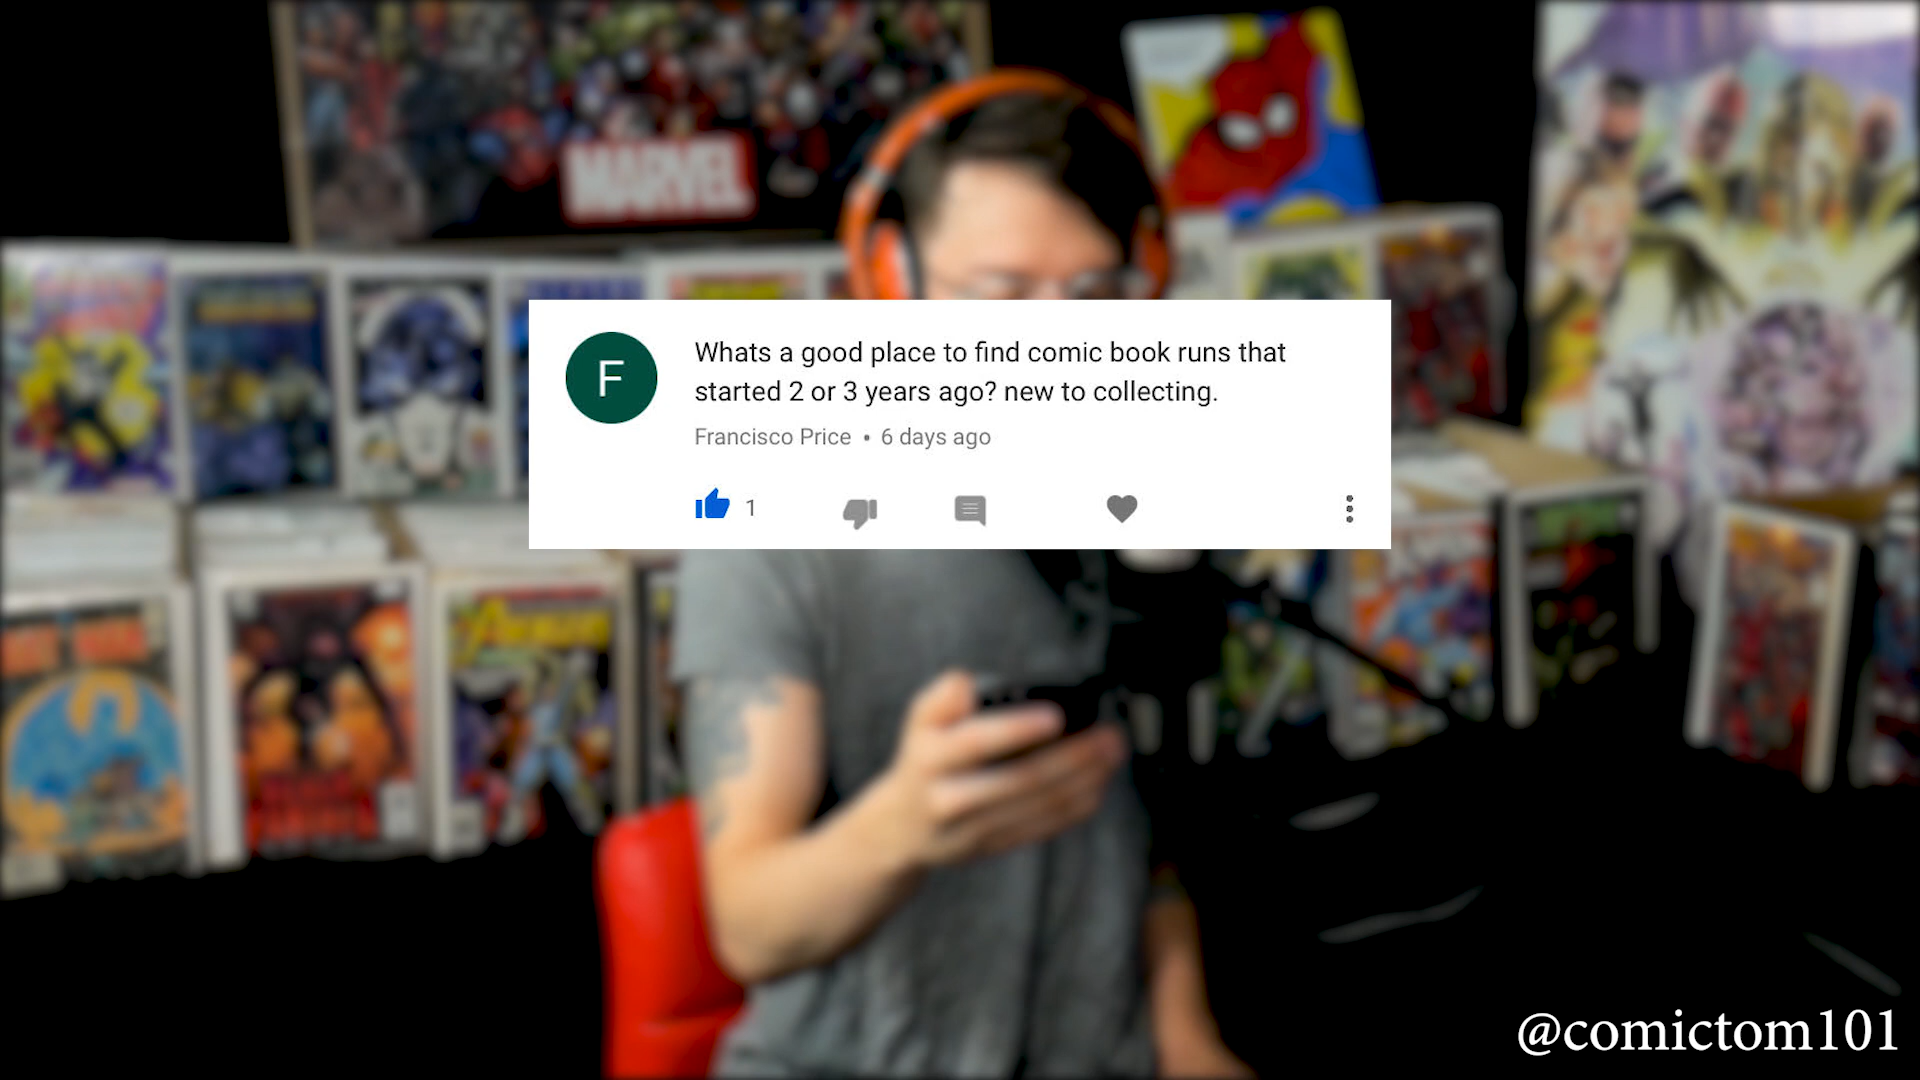 MARVEL
F
Whats a good place to find comic book runs that
started 2 or 3 years ago? new to collecting.
Francisco Price • 6 days ago
1
@comictom101